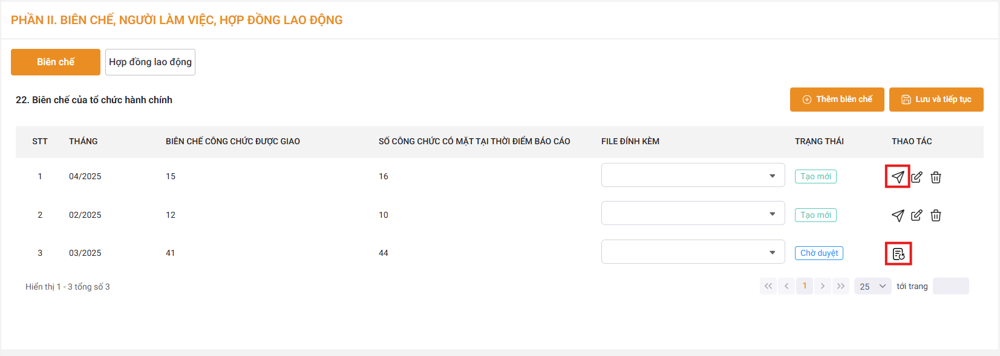 PHẦN II. BIÊN CHẾ, NGƯỜI LÀM VIỆC, HỢP ĐỒNG LAO ĐỘNG
Biên chế Hợp đồng lao động
22. Biên chế của tổ chức hành chính Thêm biên chế Lưu và tiếp tục
STT THÁNG BIÊN CHẾ CÔNG CHỨC ĐƯỢC GIAO SỐ CÔNG CHỨC CÓ MẶT TẠI THỜI ĐIỂM BÁO CÁO FILE ĐÍNH KÈM TRẠNG THÁI THAO TÁC
1 04/2025 15 16 Tạo mới
2 02/2025 12 10 Tạo mới
3 03/2025 41 44 Chờ duyệt
Hiển thị 1 - 3 tổng số 3 1 25 tới trang